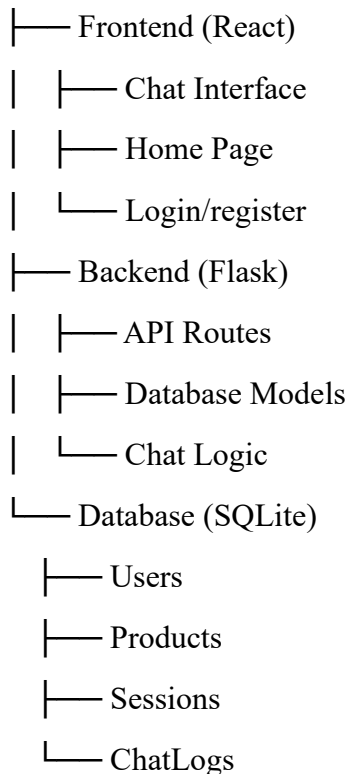 ├── Frontend (React)
│ ├── Chat Interface
│ ├── Home Page
│ └── Login/register
├── Backend (Flask)
│ ├── API Routes
│ ├── Database Models
│ └── Chat Logic
└── Database (SQLite)
├── Users
├── Products
├── Sessions
└── ChatLogs